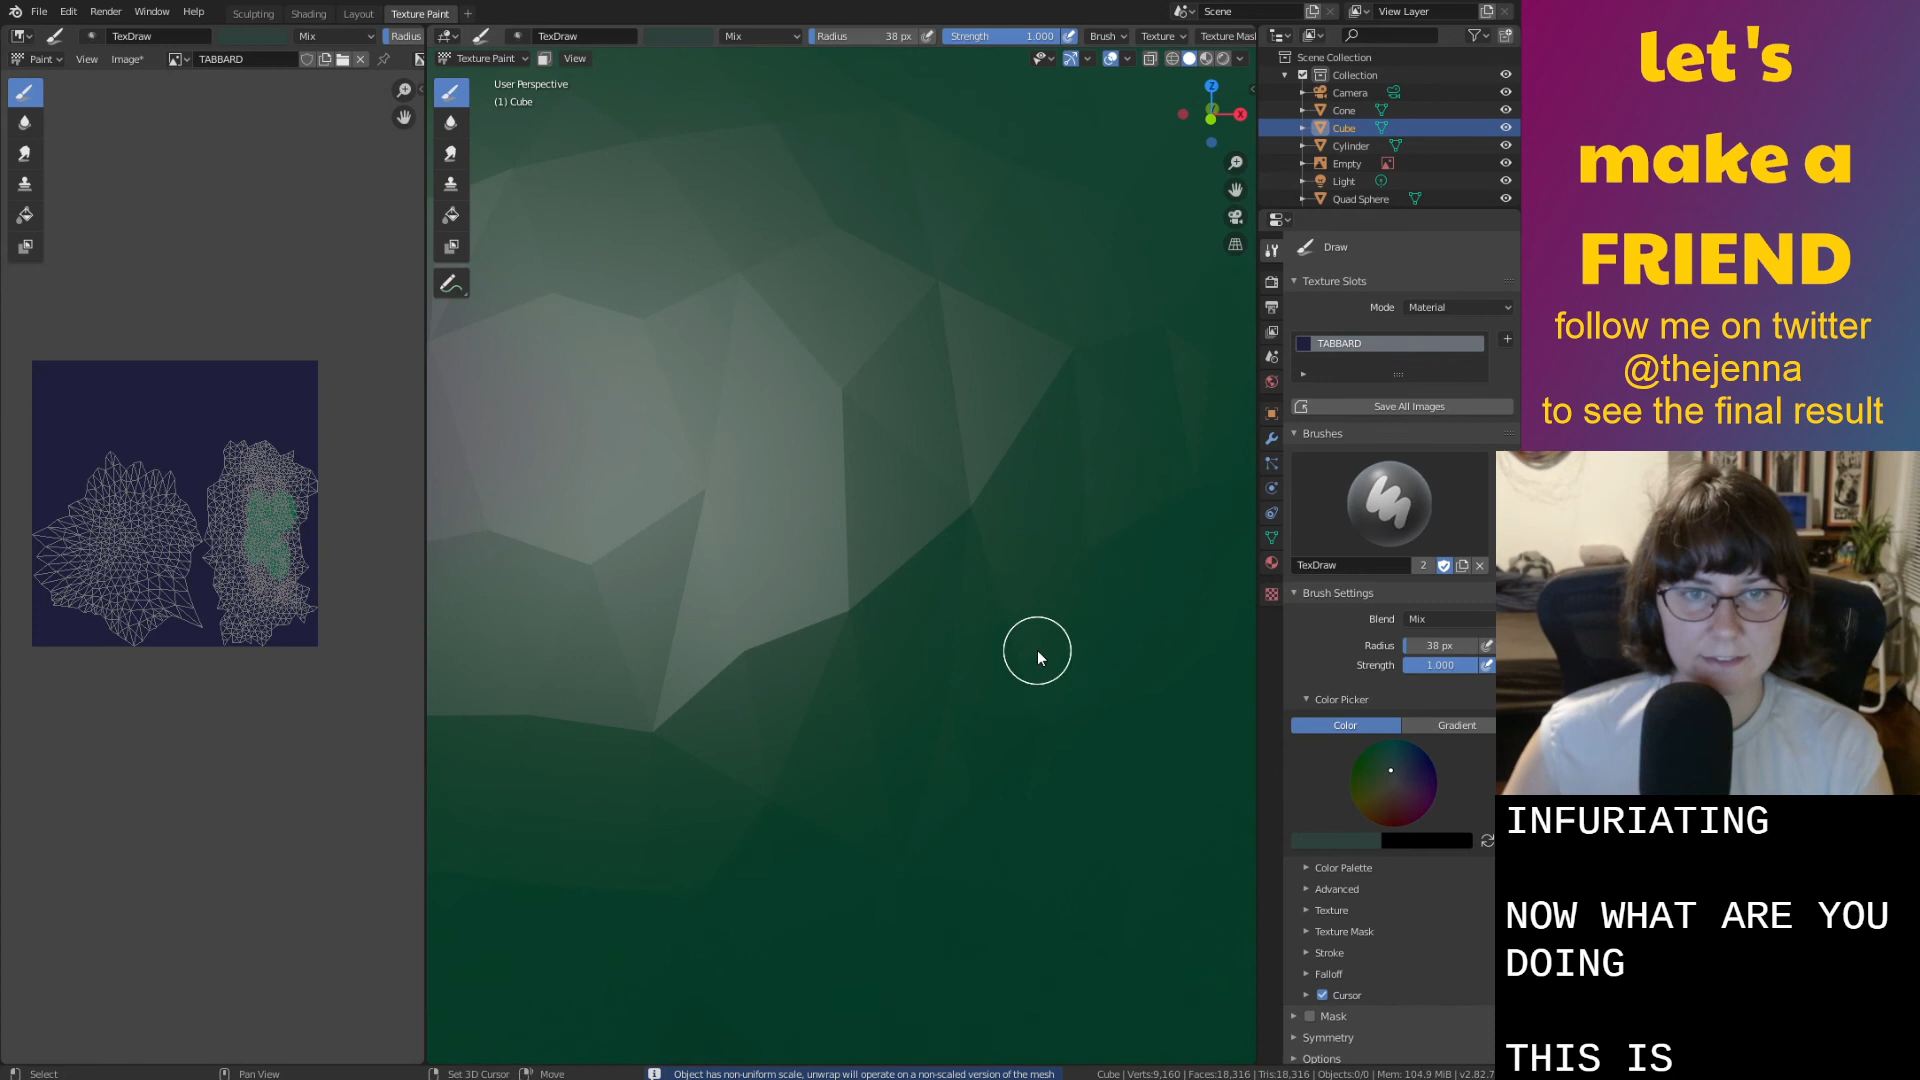 File Edit Render Window Help
Sculpting Shading Layout Texture Paint +
Scene
View Layer
TexDraw Mix Radius
TexDraw Mix Radius 38 px Strength 1.000 Brush Texture Texture Mask
Paint View Image* TABBARD
Texture Paint View
User Perspective
(1) Cube
Z
X
Scene Collection
Collection
Camera
Cone
Cube
Cylinder
Empty
Light
Quad Sphere
Draw
Texture Slots
Mode Material
TABBARD
Save All Images
Brushes
TexDraw 2
Brush Settings
Blend Mix
Radius 38 px
Strength 1.000
Color Picker
Color Gradient
Color Palette
Advanced
Texture
Texture Mask
Stroke
Falloff
Cursor
Mask
Symmetry
Options
let's
make a
FRIEND
follow me on twitter
@thejenna
to see the final result
INFURIATING
NOW WHAT ARE YOU
DOING
THIS IS
Select Pan View Set 3D Cursor Move Object has non-uniform scale, unwrap will operate on a non-scaled version of the mesh Cube | Verts:9,160 | Faces:18,316 | Tris:18,316 | Objects:0/0 | Mem: 104.9 MiB | v2.82.7